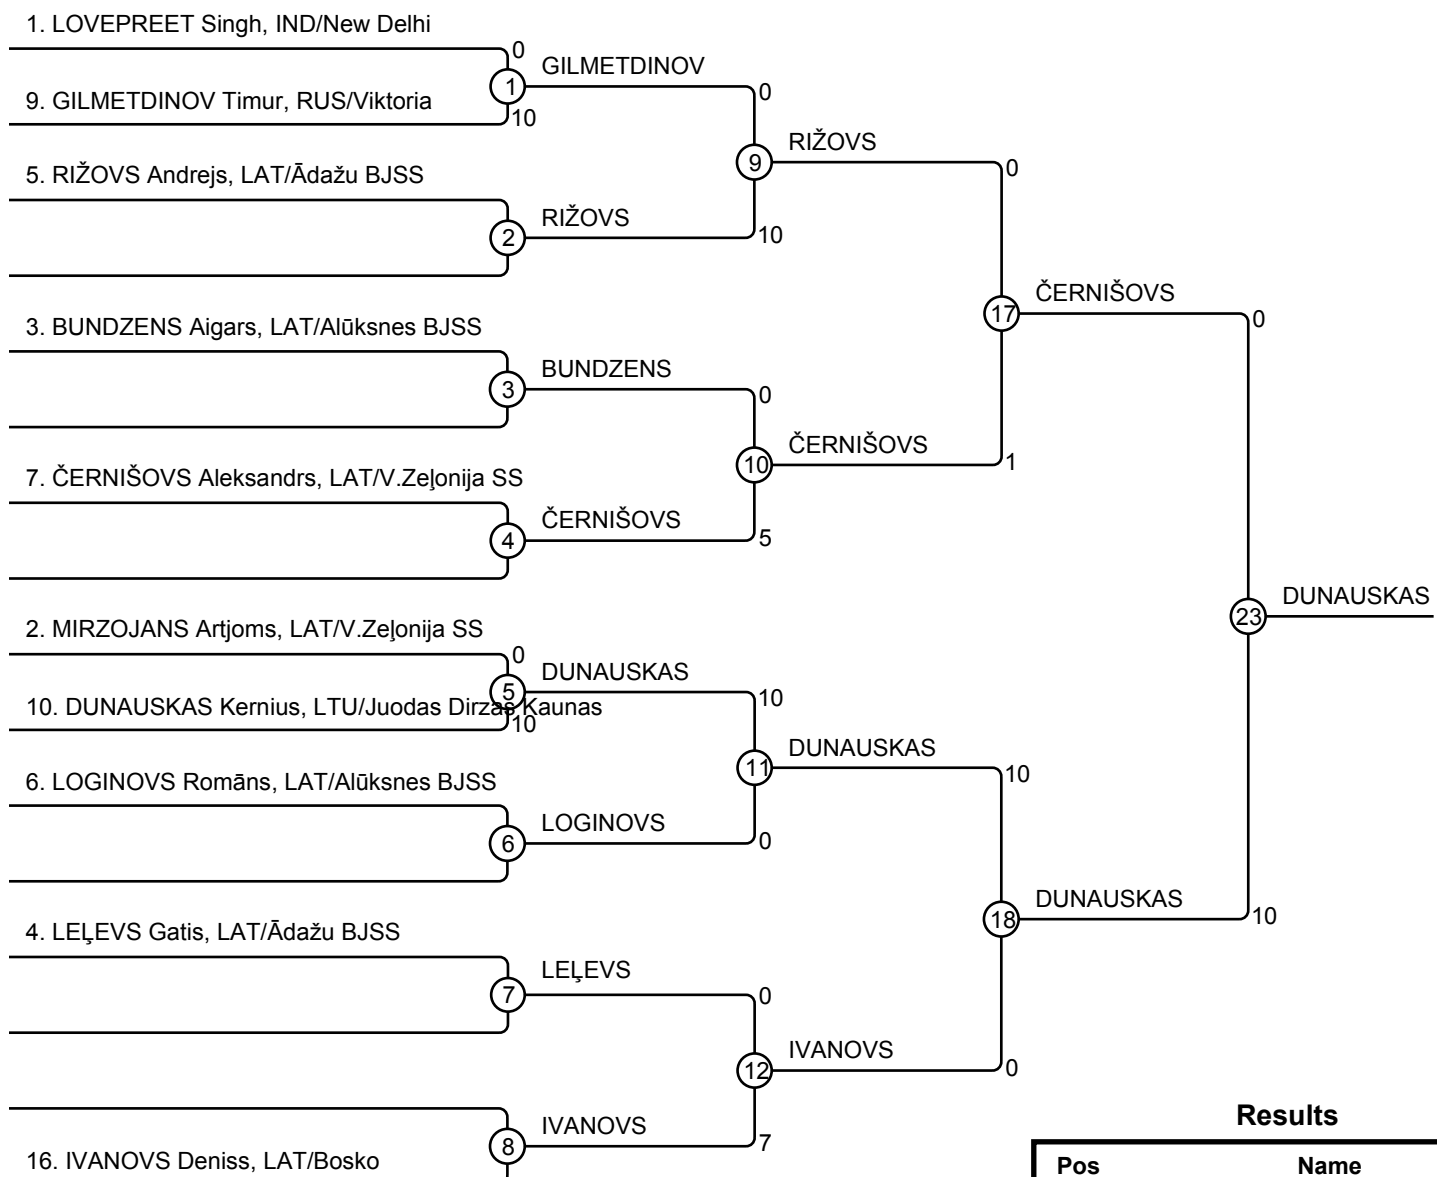 1. LOVEPREET Singh, IND/New Delhi
0
1
GILMETDINOV
9. GILMETDINOV Timur, RUS/Viktoria
10
0
9
RIŽOVS
5. RIŽOVS Andrejs, LAT/Ādažu BJSS
2
RIŽOVS
10
0
17
ČERNIŠOVS
3. BUNDZENS Aigars, LAT/Alūksnes BJSS
3
BUNDZENS
0
10
ČERNIŠOVS
1
7. ČERNIŠOVS Aleksandrs, LAT/V.Zeļonija SS
4
ČERNIŠOVS
5
0
23
DUNAUSKAS
2. MIRZOJANS Artjoms, LAT/V.Zeļonija SS
0
5
DUNAUSKAS
10. DUNAUSKAS Kernius, LTU/Juodas Dirzas Kaunas
10
10
11
DUNAUSKAS
6. LOGINOVS Romāns, LAT/Alūksnes BJSS
6
LOGINOVS
0
10
18
DUNAUSKAS
10
4. LEĻEVS Gatis, LAT/Ādažu BJSS
7
LEĻEVS
0
12
IVANOVS
0
8
IVANOVS
7
16. IVANOVS Deniss, LAT/Bosko
Results
Pos Name